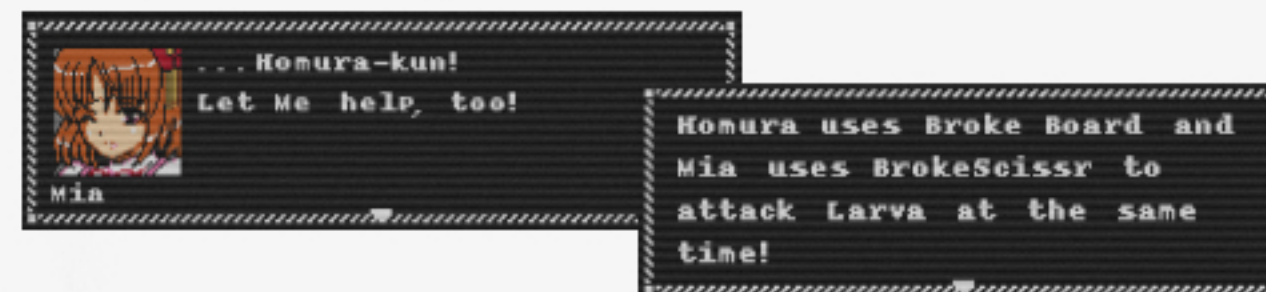 ...Homura-kun!
Let Me help, too!
Mia
Homura uses Broke Board and
Mia uses BrokeScissr to
attack Larva at the same
time!